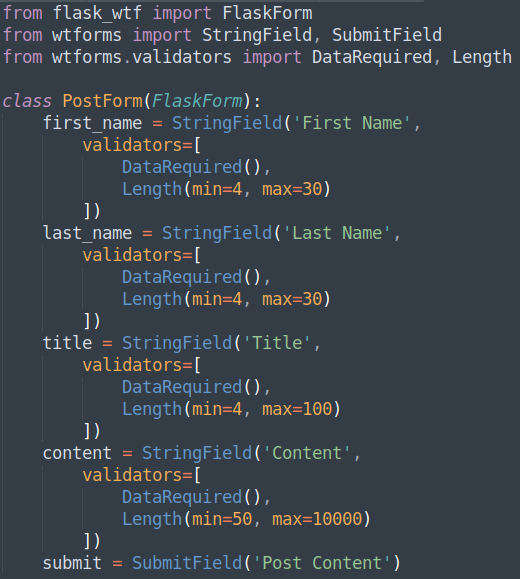 from flask_wtf import FlaskForm
from wtforms import StringField, SubmitField
from wtforms.validators import DataRequired, Length

class PostForm(FlaskForm):
    first_name = StringField('First Name',
        validators=[
            DataRequired(),
            Length(min=4, max=30)
        ])
    last_name = StringField('Last Name',
        validators=[
            DataRequired(),
            Length(min=4, max=30)
        ])
    title = StringField('Title',
        validators=[
            DataRequired(),
            Length(min=4, max=100)
        ])
    content = StringField('Content',
        validators=[
            DataRequired(),
            Length(min=50, max=10000)
        ])
    submit = SubmitField('Post Content')